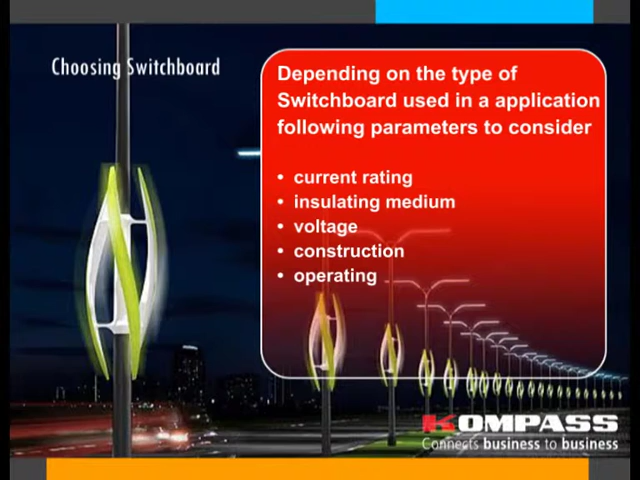 Choosing Switchboard
Depending on the type of
Switchboard used in a application
following parameters to consider
• current rating
• insulating medium
• voltage
• construction
• operating
KOMPASS
Connects business to business